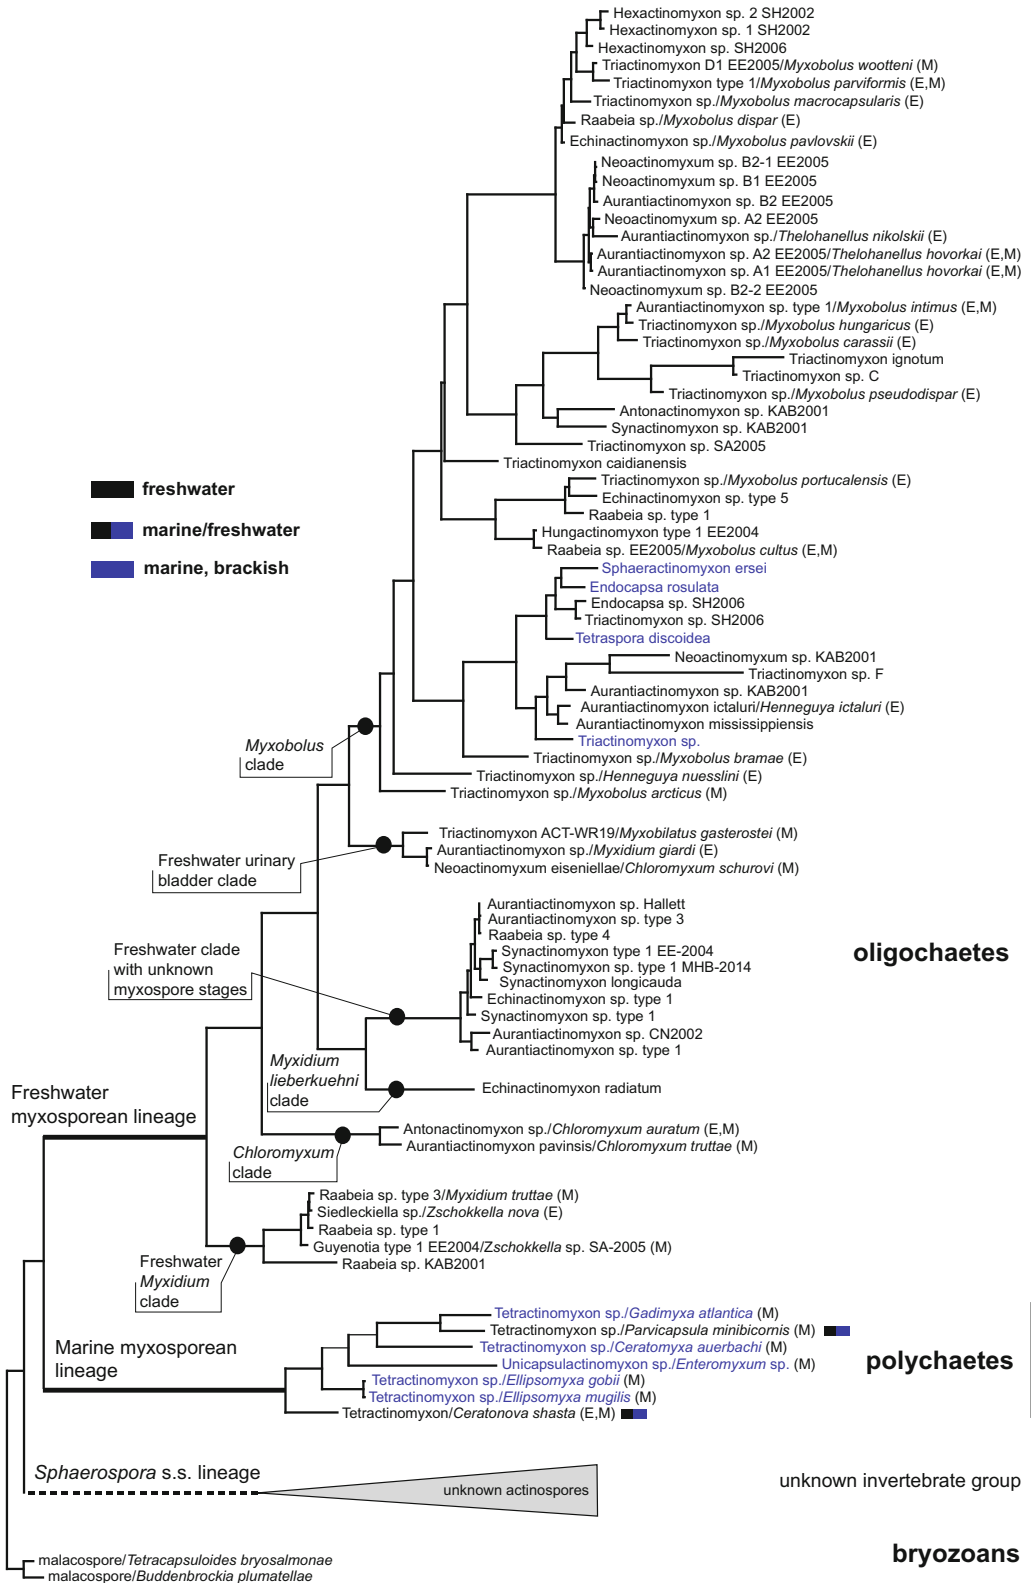 Hexactinomyxon sp. 2 SH2002
Hexactinomyxon sp. 1 SH2002
Hexactinomyxon sp. SH2006
Triactinomyxon D1 EE2005/Myxobolus wootteni (M)
Triactinomyxon type 1/Myxobolus parviformis (E,M)
Triactinomyxon sp./Myxobolus macrocapsularis (E)
Raabeia sp./Myxobolus dispar (E)
Echinactinomyxon sp./Myxobolus pavlovskii (E)
Neoactinomyxum sp. B2-1 EE2005
Neoactinomyxum sp. B1 EE2005
Aurantiactinomyxon sp. B2 EE2005
Neoactinomyxum sp. A2 EE2005
Aurantiactinomyxon sp./Thelohanellus nikolskii (E)
Aurantiactinomyxon sp. A2 EE2005/Thelohanellus hovorkai (E,M)
Aurantiactinomyxon sp. A1 EE2005/Thelohanellus hovorkai (E,M)
Neoactinomyxum sp. B2-2 EE2005
Aurantiactinomyxon sp. type 1/Myxobolus intimus (E,M)
Triactinomyxon sp./Myxobolus hungaricus (E)
Triactinomyxon sp./Myxobolus carassii (E)
Triactinomyxon ignotum
Triactinomyxon sp. C
Triactinomyxon sp./Myxobolus pseudodispar (E)
Antonactinomyxon sp. KAB2001
Synactinomyxon sp. KAB2001
Triactinomyxon sp. SA2005
Triactinomyxon caidianensis
Triactinomyxon sp./Myxobolus portucalensis (E)
Echinactinomyxon sp. type 5
Raabeia sp. type 1
Hungactinomyxon type 1 EE2004
Raabeia sp. EE2005/Myxobolus cultus (E,M)
freshwater
marine/freshwater
marine, brackish
Sphaeractinomyxon ersei
Endocapsa rosulata
Endocapsa sp. SH2006
Triactinomyxon sp. SH2006
Tetraspora discoidea
Neoactinomyxum sp. KAB2001
Triactinomyxon sp. F
Aurantiactinomyxon sp. KAB2001
Aurantiactinomyxon ictaluri/Henneguya ictaluri (E)
Aurantiactinomyxon mississippiensis
Triactinomyxon sp.
Triactinomyxon sp./Myxobolus bramae (E)
Triactinomyxon sp./Henneguya nuesslini (E)
Triactinomyxon sp./Myxobolus arcticus (M)
Myxobolus
clade
Triactinomyxon ACT-WR19/Myxobilatus gasterostei (M)
Aurantiactinomyxon sp./Myxidium giardi (E)
Neoactinomyxum eiseniellae/Chloromyxum schurovi (M)
Freshwater urinary
bladder clade
Aurantiactinomyxon sp. Hallett
Aurantiactinomyxon sp. type 3
Raabeia sp. type 4
Synactinomyxon type 1 EE-2004
Synactinomyxon sp. type 1 MHB-2014
Synactinomyxon longicauda
Echinactinomyxon sp. type 1
Synactinomyxon sp. type 1
Aurantiactinomyxon sp. CN2002
Aurantiactinomyxon sp. type 1
Freshwater clade
with unknown
myxospore stages
oligochaetes
Myxidium
lieberkuehni
clade
Echinactinomyxon radiatum
Freshwater
myxosporean lineage
Antonactinomyxon sp./Chloromyxum auratum (E,M)
Aurantiactinomyxon pavinsis/Chloromyxum truttae (M)
Chloromyxum
clade
Raabeia sp. type 3/Myxidium truttae (M)
Siedleckiella sp./Zschokkella nova (E)
Raabeia sp. type 1
Guyenotia type 1 EE2004/Zschokkella sp. SA-2005 (M)
Raabeia sp. KAB2001
Freshwater
Myxidium
clade
Marine myxosporean
lineage
Tetractinomyxon sp./Gadimyxa atlantica (M)
Tetractinomyxon sp./Parvicapsula minibicornis (M)
Tetractinomyxon sp./Ceratomyxa auerbachi (M)
Unicapsulactinomyxon sp./Enteromyxum sp. (M)
Tetractinomyxon sp./Ellipsomyxa gobii (M)
Tetractinomyxon sp./Ellipsomyxa mugilis (M)
Tetractinomyxon/Ceratonova shasta (E,M)
polychaetes
Sphaerospora s.s. lineage
unknown actinospores
unknown invertebrate group
bryozoans
malacospore/Tetracapsuloides bryosalmonae
malacospore/Buddenbrockia plumatellae